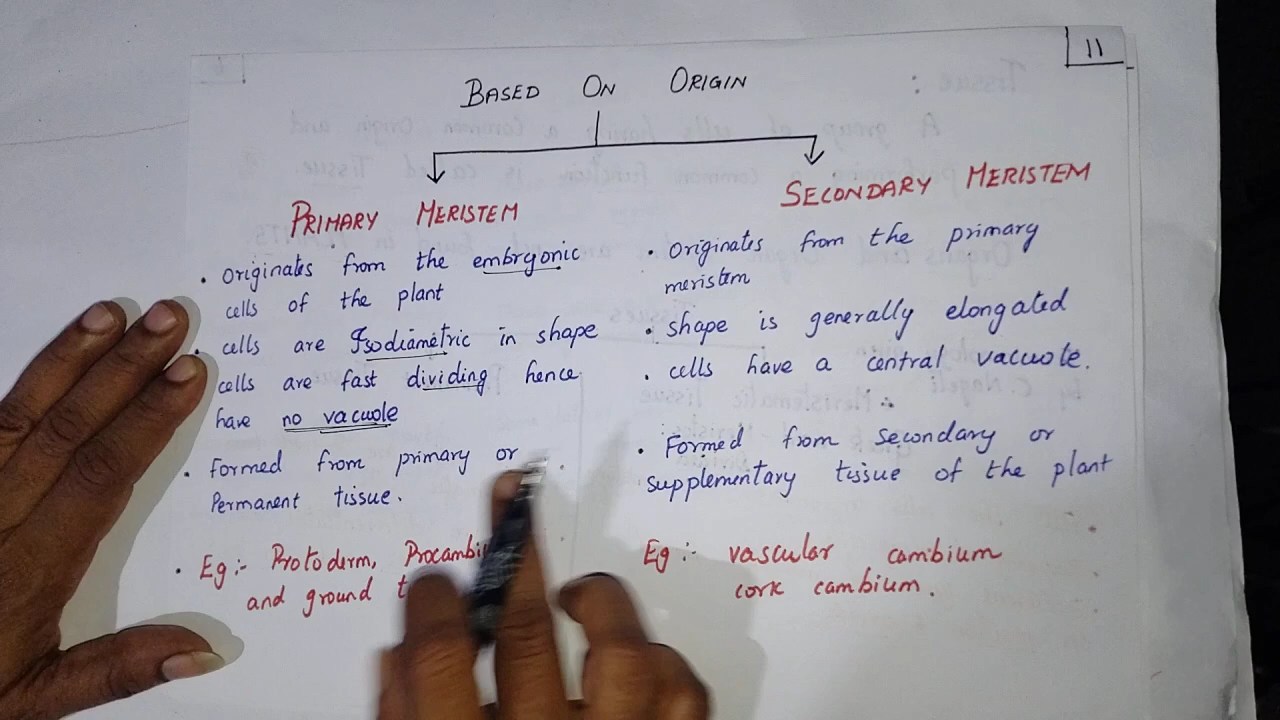 11
BASED ON ORIGIN
PRIMARY MERISTEM
. originates from the embryonic
cells of the plant
. cells are Isodiametric in shape
cells are fast dividing hence
have no vacuole
. formed from primary or
Permanent tissue.
. Eg :- Protoderm,
and ground
SECONDARY MERISTEM
. originates from the primary
meristem
. shape is generally elongated
. cells have a central vacuole.
. Formed from secondary or
supplementary tissue of the plant
Eg :- vascular cambium
cork cambium.